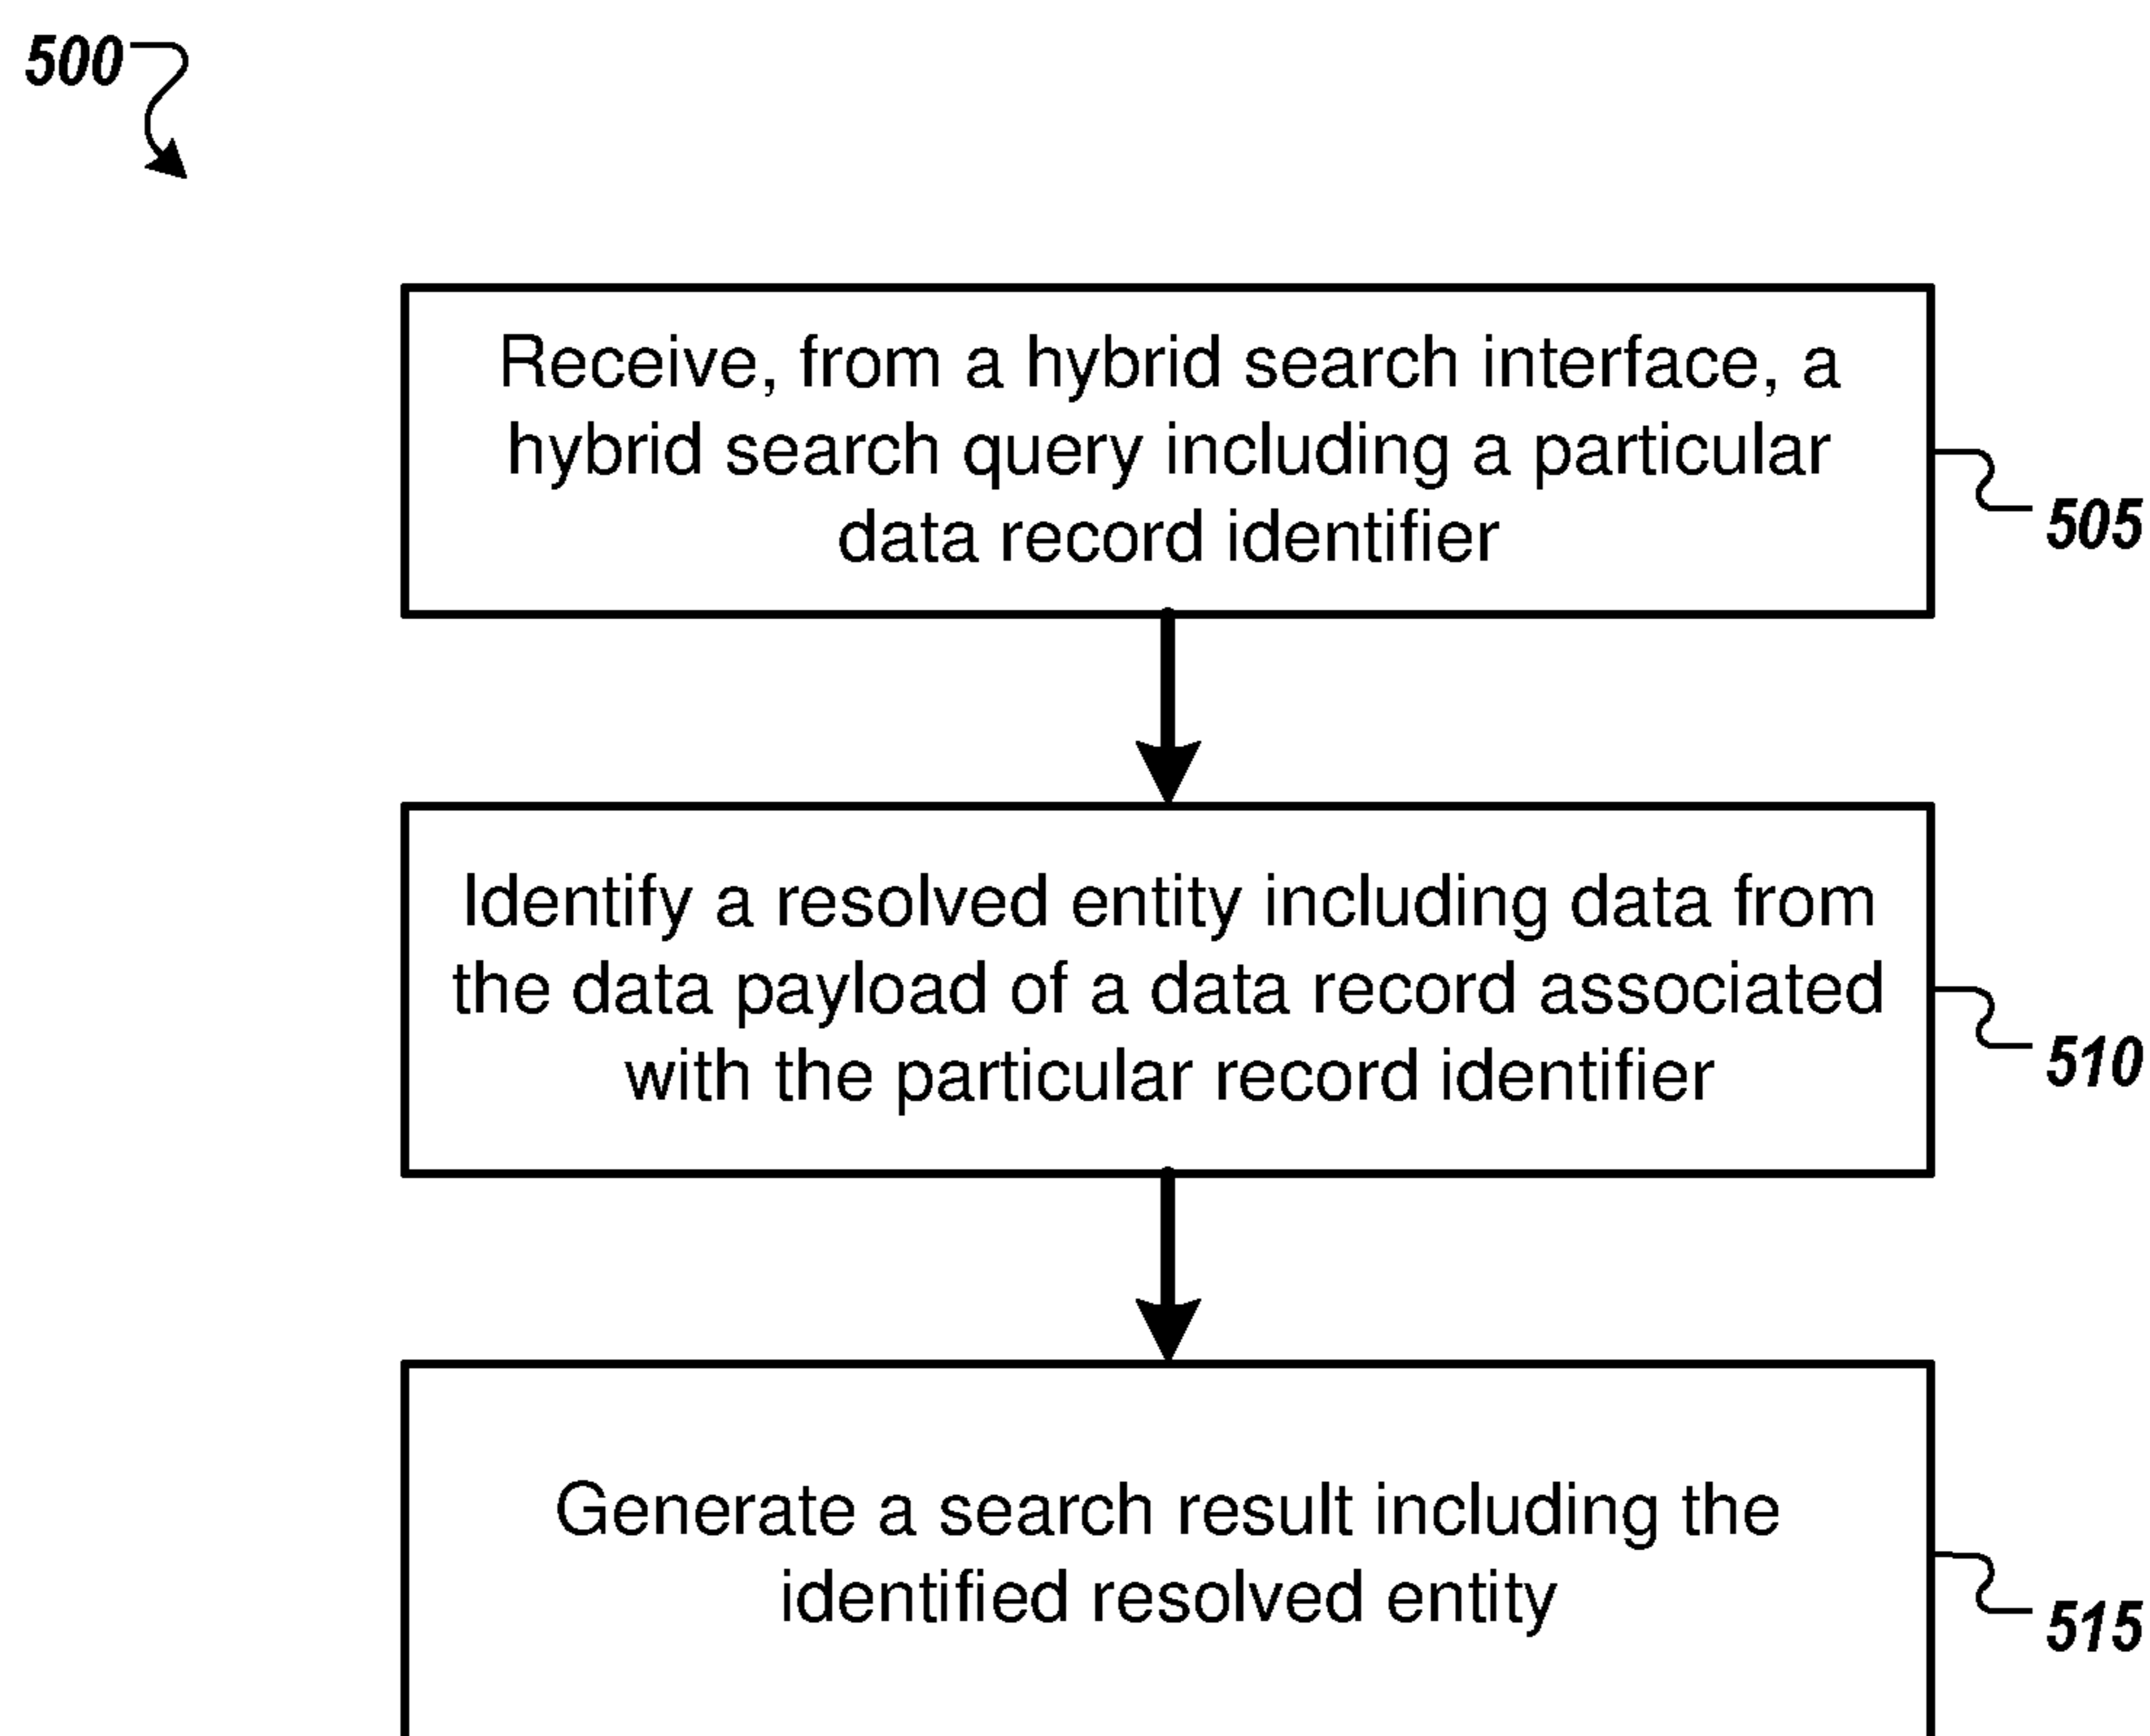 500
Receive, from a hybrid search interface, a
hybrid search query including a particular
data record identifier
505
Identify a resolved entity including data from
the data payload of a data record associated
with the particular record identifier
510
Generate a search result including the
identified resolved entity
515